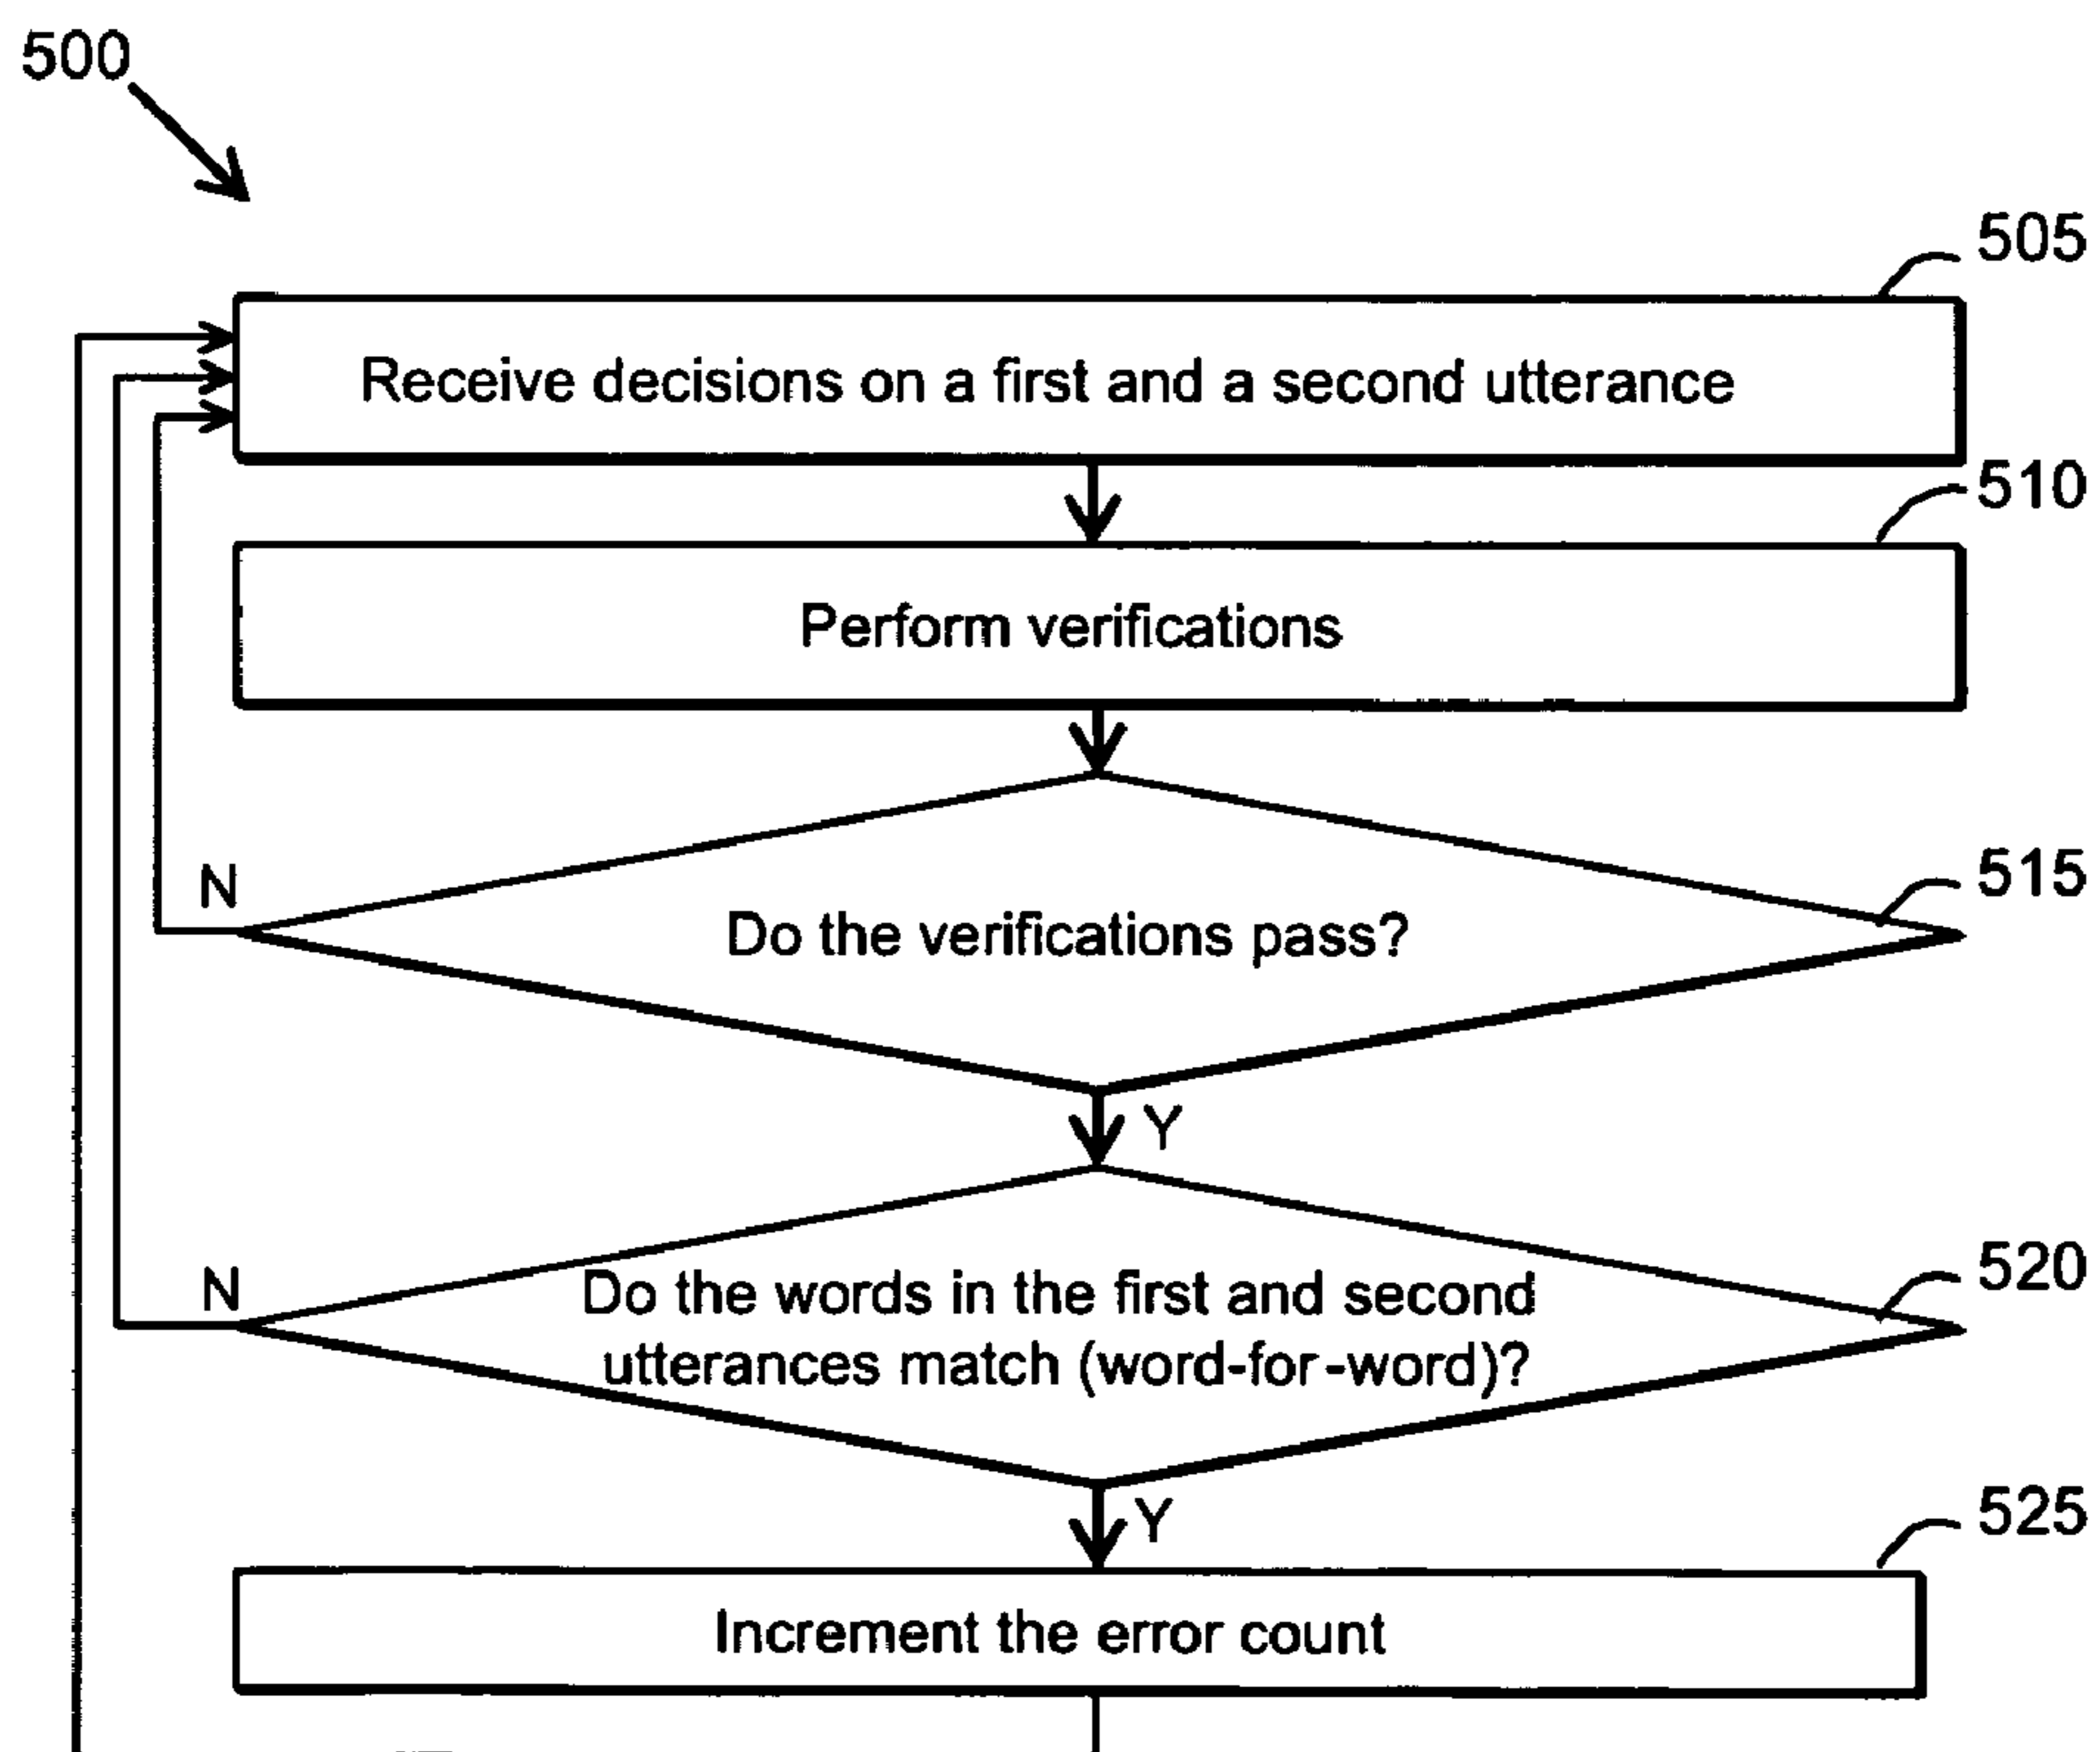 500
505
Receive decisions on a first and a second utterance
510
Perform verifications
515
N
Do the verifications pass?
Y
520
N
Do the words in the first and second
utterances match (word-for-word)?
Y
525
Increment the error count